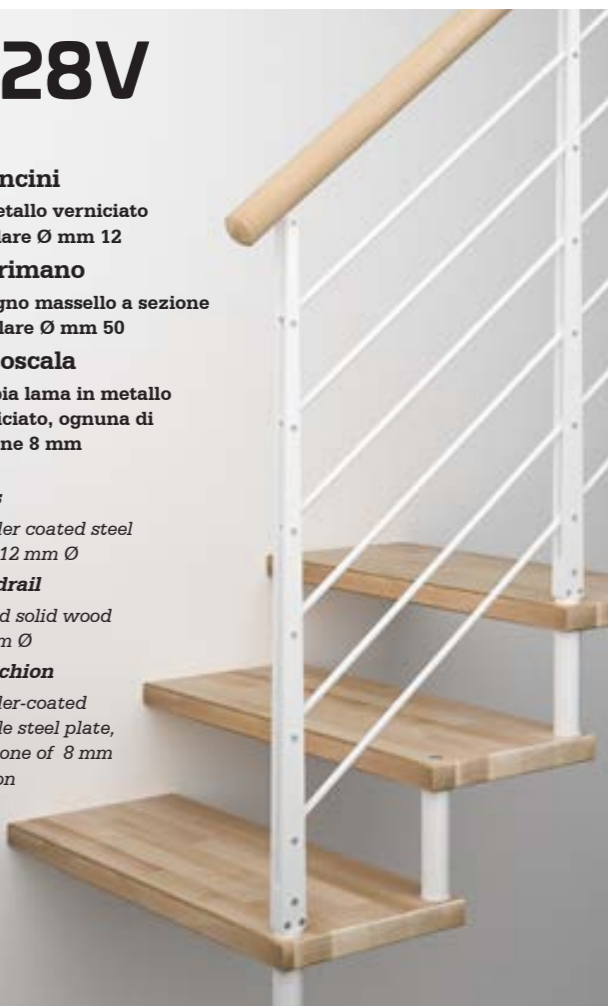 28V
ncini
etallo verniciato
lare Ø mm 12
rimano
gno massello a sezione
lare Ø mm 50
oscala
pia lama in metallo
iciato, ognuna di
ne 8 mm
s
der coated steel
12 mm Ø
drail
d solid wood
m Ø
chion
der-coated
le steel plate,
one of 8 mm
on